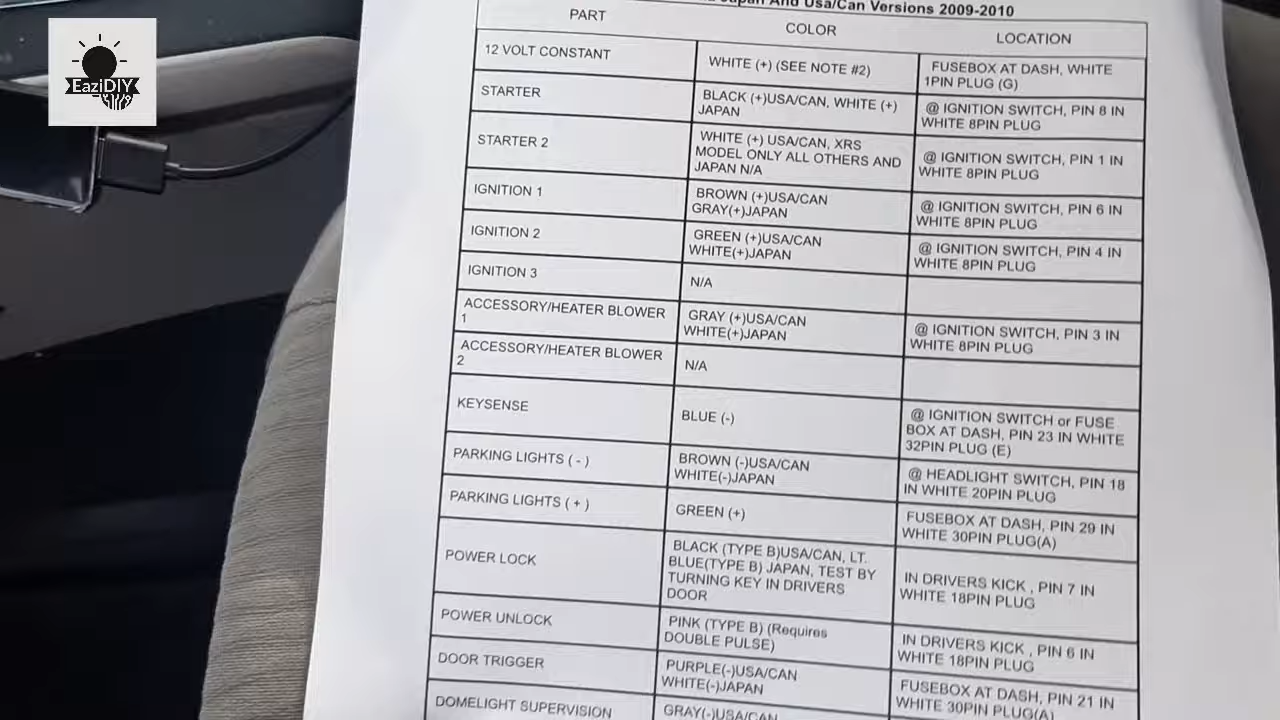 EaziDIY
Japan And Usa/Can Versions 2009-2010
PART
COLOR
LOCATION
12 VOLT CONSTANT
WHITE (+) (SEE NOTE #2)
FUSEBOX AT DASH, WHITE
1PIN PLUG (G)
STARTER
BLACK (+)USA/CAN, WHITE (+)
JAPAN
@ IGNITION SWITCH, PIN 8 IN
WHITE 8PIN PLUG
STARTER 2
WHITE (+) USA/CAN, XRS
MODEL ONLY ALL OTHERS AND
JAPAN N/A
@ IGNITION SWITCH, PIN 1 IN
WHITE 8PIN PLUG
IGNITION 1
BROWN (+)USA/CAN
GRAY(+)JAPAN
@ IGNITION SWITCH, PIN 6 IN
WHITE 8PIN PLUG
IGNITION 2
GREEN (+)USA/CAN
WHITE(+)JAPAN
@ IGNITION SWITCH, PIN 4 IN
WHITE 8PIN PLUG
IGNITION 3
N/A
ACCESSORY/HEATER BLOWER
1
GRAY (+)USA/CAN
WHITE(+)JAPAN
@ IGNITION SWITCH, PIN 3 IN
WHITE 8PIN PLUG
ACCESSORY/HEATER BLOWER
2
N/A
KEYSENSE
BLUE (-)
@ IGNITION SWITCH or FUSE
BOX AT DASH, PIN 23 IN WHITE
32PIN PLUG (E)
PARKING LIGHTS ( - )
BROWN (-)USA/CAN
WHITE(-)JAPAN
@ HEADLIGHT SWITCH, PIN 18
IN WHITE 20PIN PLUG
PARKING LIGHTS ( + )
GREEN (+)
FUSEBOX AT DASH, PIN 29 IN
WHITE 30PIN PLUG(A)
POWER LOCK
BLACK (TYPE B)USA/CAN, LT.
BLUE(TYPE B) JAPAN, TEST BY
TURNING KEY IN DRIVERS
DOOR
IN DRIVERS KICK , PIN 7 IN
WHITE 18PIN PLUG
POWER UNLOCK
PINK (TYPE B) (Requires
DOUBLE PULSE)
IN DRIVERS KICK , PIN 6 IN
WHITE 18PIN PLUG
DOOR TRIGGER
PURPLE(-)USA/CAN
WHITE(-)JAPAN
FUSEBOX AT DASH, PIN 21 IN
WHITE 30PIN PLUG(A)
DOMELIGHT SUPERVISION
GRAY(-)USA/CAN